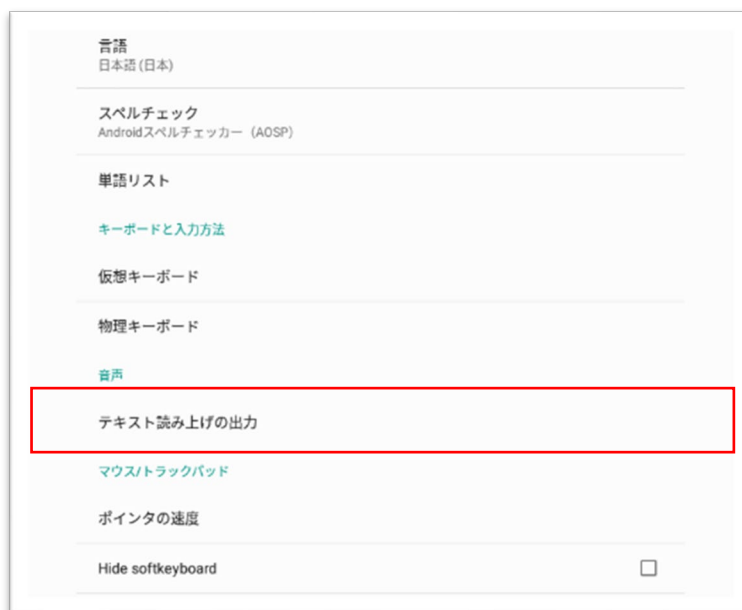 言語
日本語 (日本)
スペルチェック
Androidスペルチェッカー（AOSP）
単語リスト
キーボードと入力方法
仮想キーボード
物理キーボード
音声
テキスト読み上げの出力
マウス/トラックパッド
ポインタの速度
Hide softkeyboard